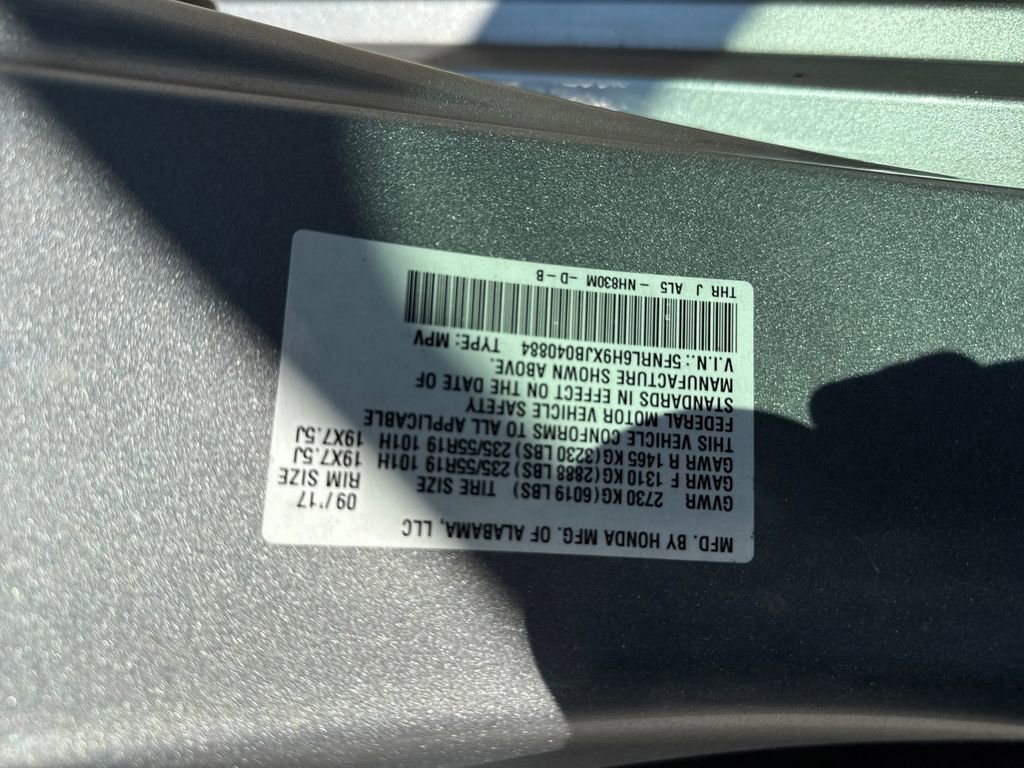 MFD. BY HONDA MFG. OF ALABAMA, LLC 09/'17
GVWR 2730 KG(6019 LBS) TIRE SIZE RIM SIZE
GAWR F 1310 KG(2888 LBS) 235/55R19 101H 19X7.5J
GAWR R 1465 KG(3230 LBS) 235/55R19 101H 19X7.5J
THIS VEHICLE CONFORMS TO ALL APPLICABLE
FEDERAL MOTOR VEHICLE SAFETY
STANDARDS IN EFFECT ON THE DATE OF
MANUFACTURE SHOWN ABOVE.
V.I.N.: 5FNRL6H9XJB040884 TYPE: MPV
THR J AL5 - NH830M - D - B